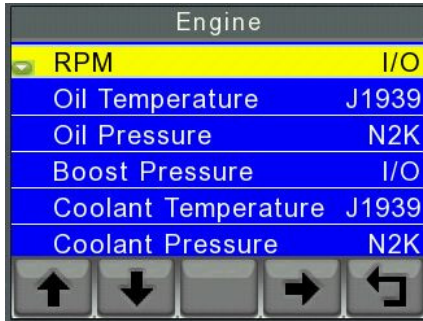 Engine
RPM I/O
Oil Temperature J1939
Oil Pressure N2K
Boost Pressure I/O
Coolant Temperature J1939
Coolant Pressure N2K